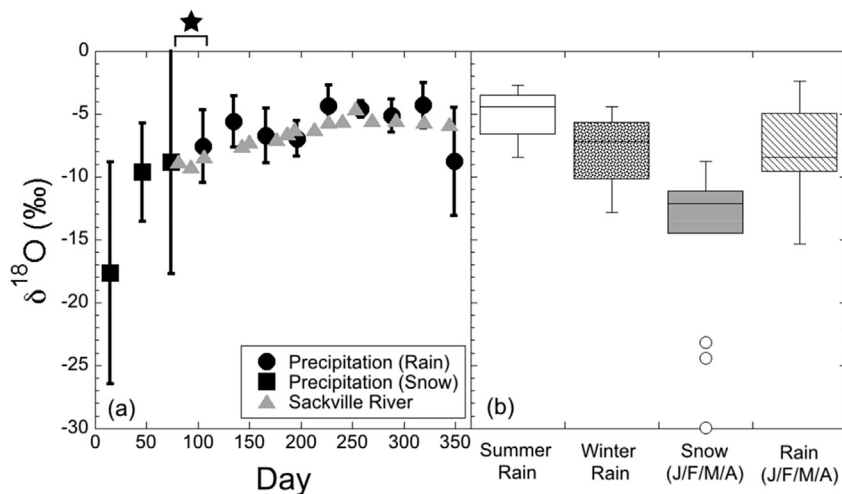 0
-5
-10
-15
-20
-25
-30
δ¹⁸O (‰)
Precipitation (Rain)
Precipitation (Snow)
Sackville River
(a)
(b)
0 50 100 150 200 250 300 350
Day
Summer Rain
Winter Rain
Snow (J/F/M/A)
Rain (J/F/M/A)